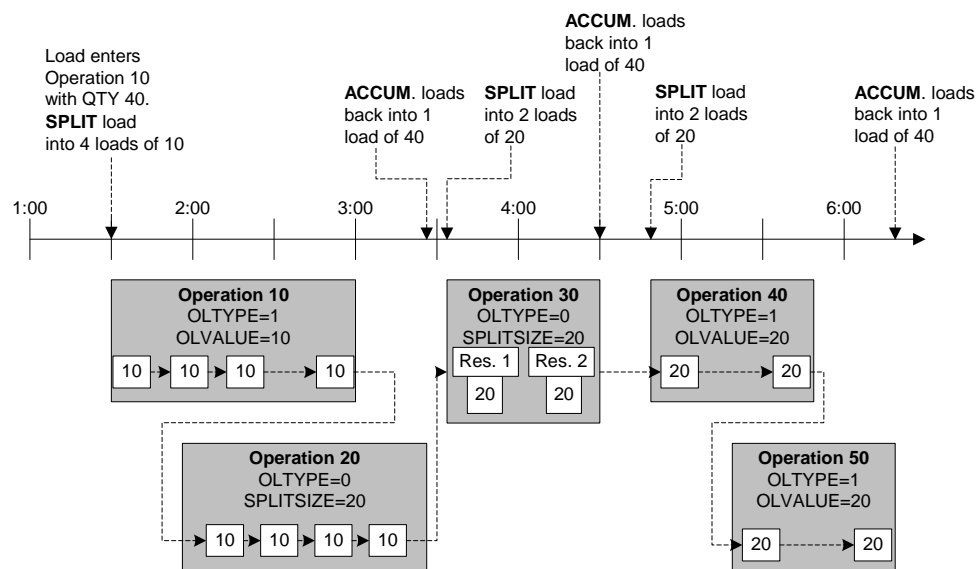 Load enters
Operation 10
with QTY 40.
SPLIT load
into 4 loads of 10
ACCUM. loads
back into 1
load of 40
SPLIT load
into 2 loads
of 20
ACCUM. loads
back into 1
load of 40
SPLIT load
into 2 loads
of 20
ACCUM. loads
back into 1
load of 40
1:00 2:00 3:00 4:00 5:00 6:00
Operation 10
OLTYPE=1
OLVALUE=10
10 10 10 10
Operation 20
OLTYPE=0
SPLITSIZE=20
10 10 10 10
Operation 30
OLTYPE=0
SPLITSIZE=20
Res. 1 Res. 2
20 20
Operation 40
OLTYPE=1
OLVALUE=20
20 20
Operation 50
OLTYPE=1
OLVALUE=20
20 20